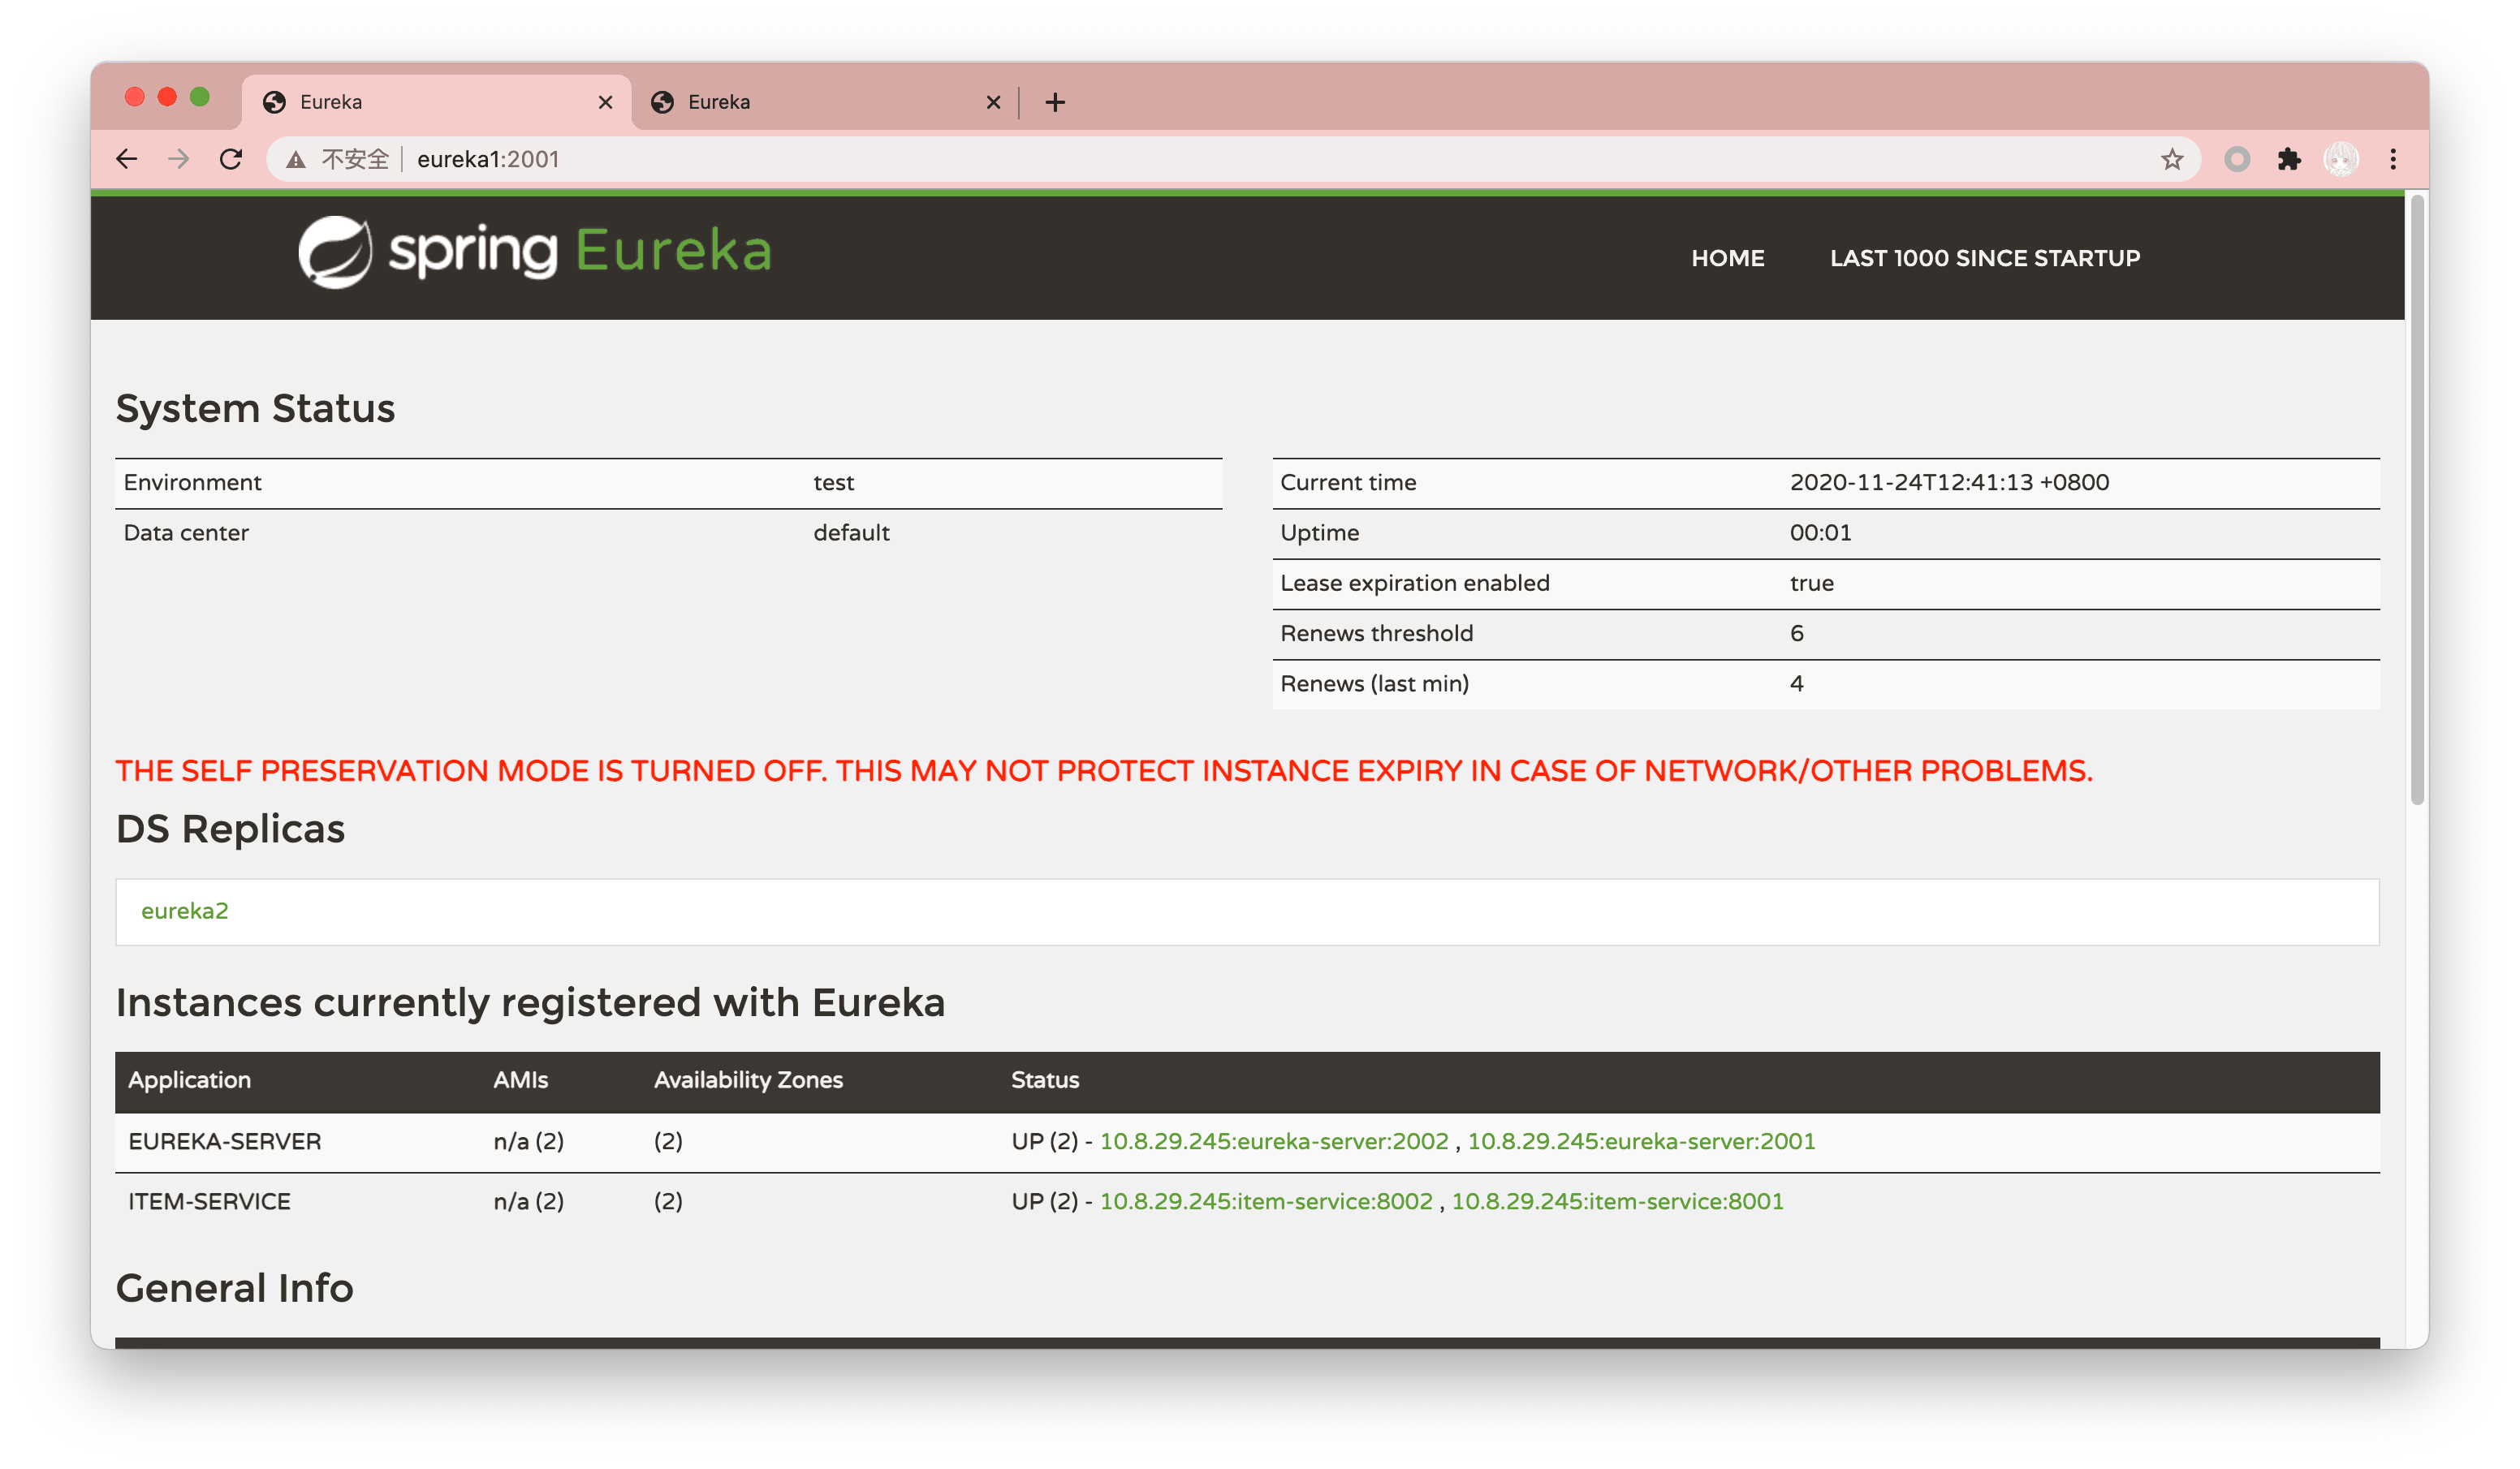 Eureka
Eureka
不安全 eureka1:2001
spring Eureka
HOME LAST 1000 SINCE STARTUP
System Status
Environment test
Data center default
Current time 2020-11-24T12:41:13 +0800
Uptime 00:01
Lease expiration enabled true
Renews threshold 6
Renews (last min) 4
THE SELF PRESERVATION MODE IS TURNED OFF. THIS MAY NOT PROTECT INSTANCE EXPIRY IN CASE OF NETWORK/OTHER PROBLEMS.
DS Replicas
eureka2
Instances currently registered with Eureka
Application AMIs Availability Zones Status
EUREKA-SERVER n/a (2) (2) UP (2) - 10.8.29.245:eureka-server:2002 , 10.8.29.245:eureka-server:2001
ITEM-SERVICE n/a (2) (2) UP (2) - 10.8.29.245:item-service:8002 , 10.8.29.245:item-service:8001
General Info